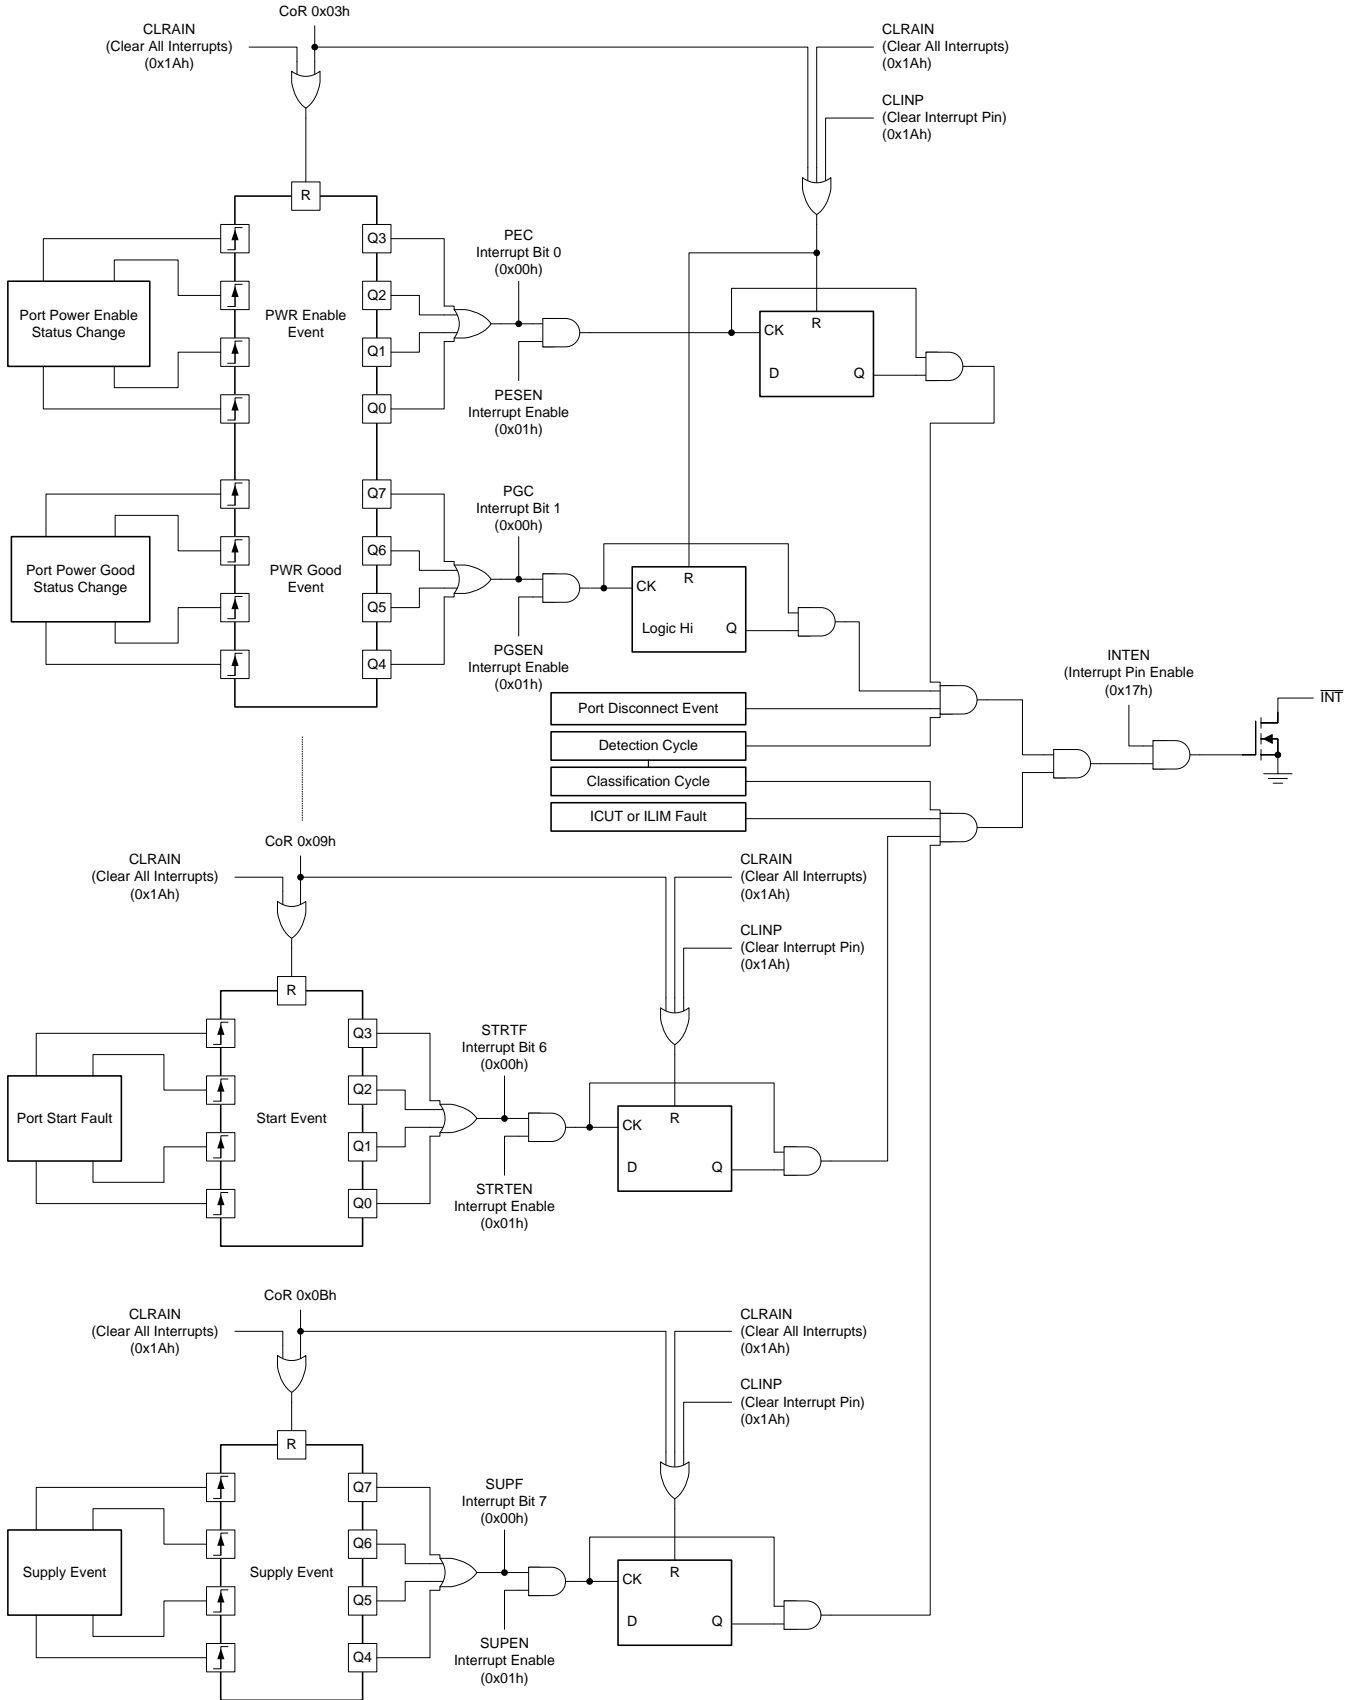 CoR 0x03h
CLRAIN
(Clear All Interrupts)
(0x1Ah)
CLRAIN
(Clear All Interrupts)
(0x1Ah)
CLINP
(Clear Interrupt Pin)
(0x1Ah)
R
Port Power Enable
Status Change
PWR Enable
Event
Q3
Q2
Q1
Q0
PEC
Interrupt Bit 0
(0x00h)
PESEN
Interrupt Enable
(0x01h)
CK
R
D
Q
Port Power Good
Status Change
PWR Good
Event
Q7
Q6
Q5
Q4
PGC
Interrupt Bit 1
(0x00h)
PGSEN
Interrupt Enable
(0x01h)
CK
R
Logic Hi
Q
Port Disconnect Event
Detection Cycle
Classification Cycle
ICUT or ILIM Fault
INTEN
(Interrupt Pin Enable
(0x17h)
INT
CoR 0x09h
CLRAIN
(Clear All Interrupts)
(0x1Ah)
CLRAIN
(Clear All Interrupts)
(0x1Ah)
CLINP
(Clear Interrupt Pin)
(0x1Ah)
R
Port Start Fault
Start Event
Q3
Q2
Q1
Q0
STRTF
Interrupt Bit 6
(0x00h)
STRTEN
Interrupt Enable
(0x01h)
CK
R
D
Q
CoR 0x0Bh
CLRAIN
(Clear All Interrupts)
(0x1Ah)
CLRAIN
(Clear All Interrupts)
(0x1Ah)
CLINP
(Clear Interrupt Pin)
(0x1Ah)
R
Supply Event
Supply Event
Q7
Q6
Q5
Q4
SUPF
Interrupt Bit 7
(0x00h)
SUPEN
Interrupt Enable
(0x01h)
CK
R
D
Q